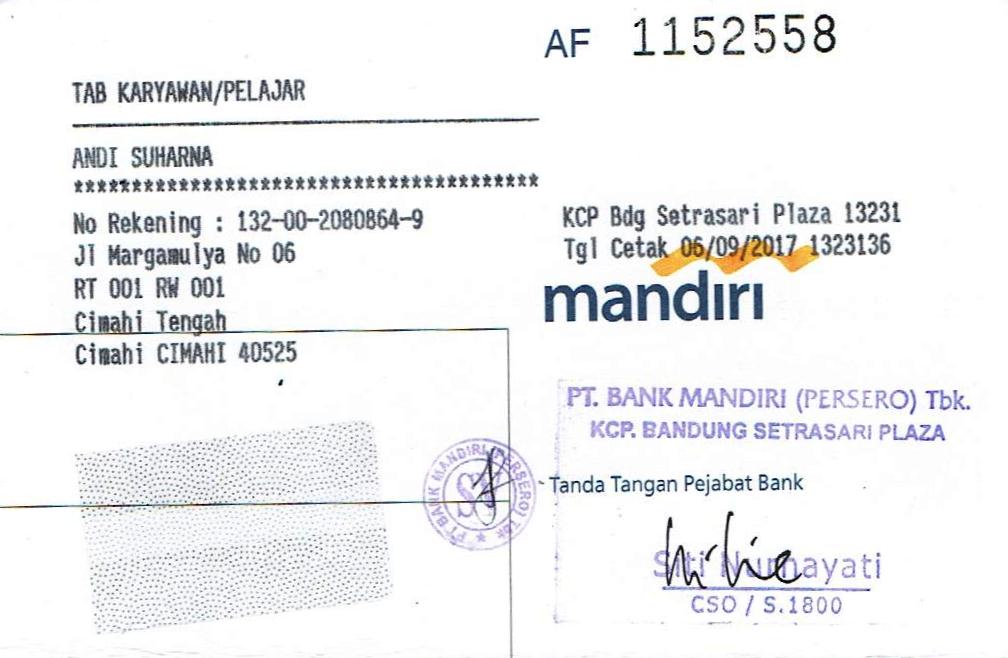 AF 1152558
TAB KARYAWAN/PELAJAR
ANDI SUHARNA
****************************************
No Rekening : 132-00-2080864-9
Jl Margamulya No 06
RT 001 RW 001
Cimahi Tengah
Cimahi CIMAHI 40525
KCP Bdg Setrasari Plaza 13231
Tgl Cetak 06/09/2017 1323136
mandiri
PT. BANK MANDIRI (PERSERO) Tbk.
KCP. BANDUNG SETRASARI PLAZA
PT BANK MANDIRI (PERSERO) Tbk
Tanda Tangan Pejabat Bank
Siti Nurmayati
CSO / S.1800